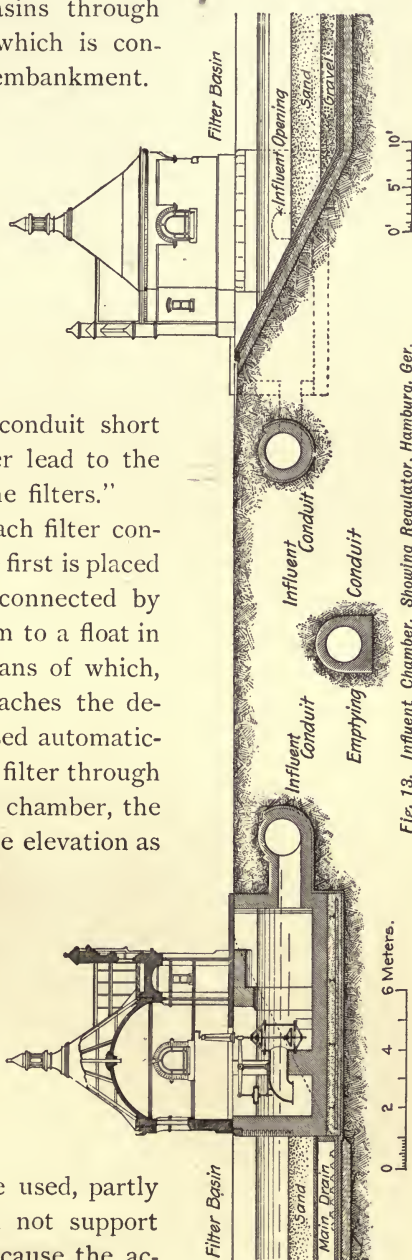 asins through
which is con-
embankment.
conduit short
er lead to the
ne filters."
ach filter con-
first is placed
connected by
m to a float in
ans of which,
aches the de-
sed automatic-
filter through
chamber, the
e elevation as
e used, partly
not support
cause the ac-
Filter Basin
Sand
Main Drain
Influent
Conduit
Emptying Conduit
Influent
Conduit
Filter Basin
Influent Opening
Sand
Gravel
0 2 4 6 Meters.
0' 5' 10'
Fig. 13. Influent Chamber, Showing Regulator, Hamburg, Ger.